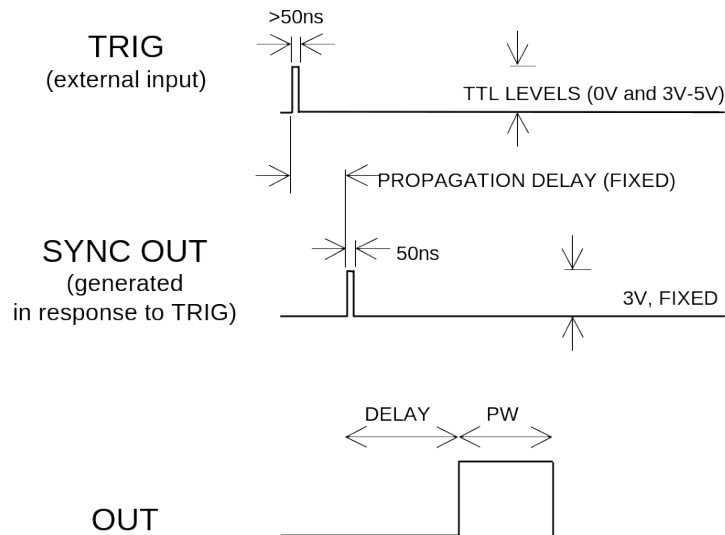 >50ns
TRIG
(external input)
TTL LEVELS (0V and 3V-5V)
PROPAGATION DELAY (FIXED)
SYNC OUT
(generated
in response to TRIG)
50ns
3V, FIXED
DELAY
PW
OUT